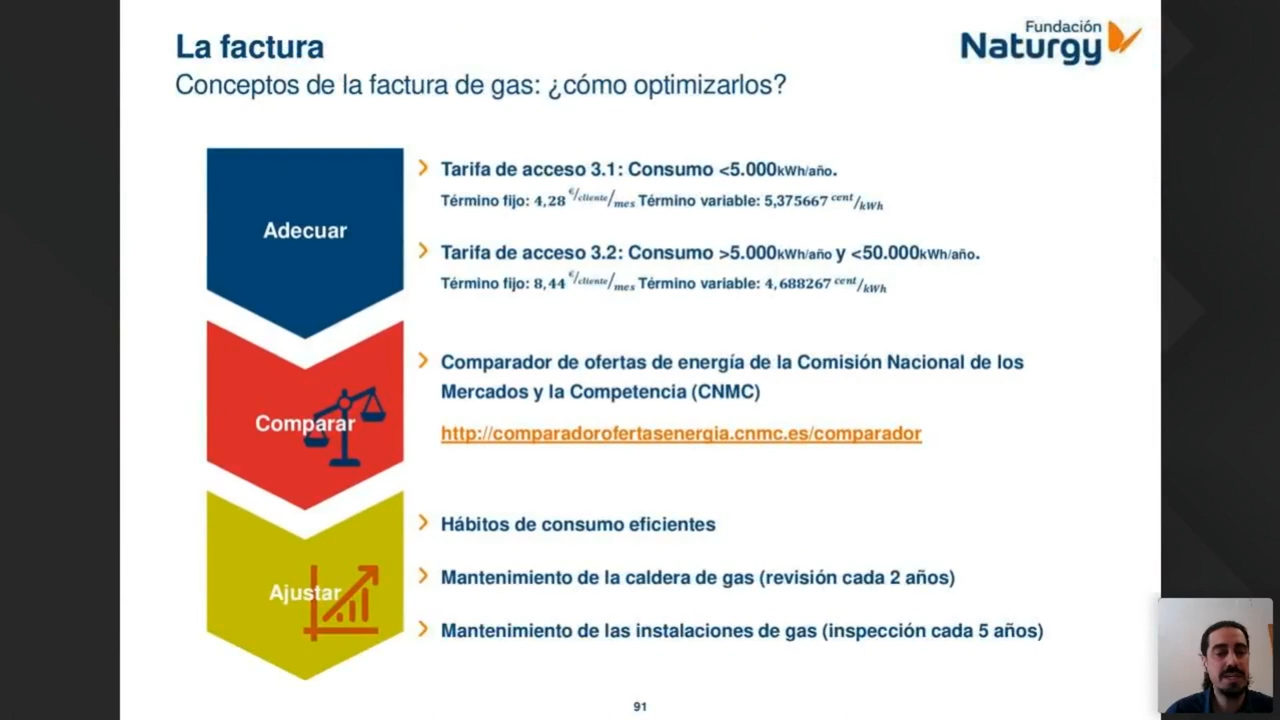 La factura
Conceptos de la factura de gas: ¿cómo optimizarlos?
Fundación
Naturgy
Adecuar
Tarifa de acceso 3.1: Consumo <5.000kWh/año.
Término fijo: 4,28 €/cliente/mes Término variable: 5,375667 cent/kWh
Tarifa de acceso 3.2: Consumo >5.000kWh/año y <50.000kWh/año.
Término fijo: 8,44 €/cliente/mes Término variable: 4,688267 cent/kWh
Comparar
Comparador de ofertas de energía de la Comisión Nacional de los
Mercados y la Competencia (CNMC)
http://comparadorofertasenergia.cnmc.es/comparador
Ajustar
Hábitos de consumo eficientes
Mantenimiento de la caldera de gas (revisión cada 2 años)
Mantenimiento de las instalaciones de gas (inspección cada 5 años)
91